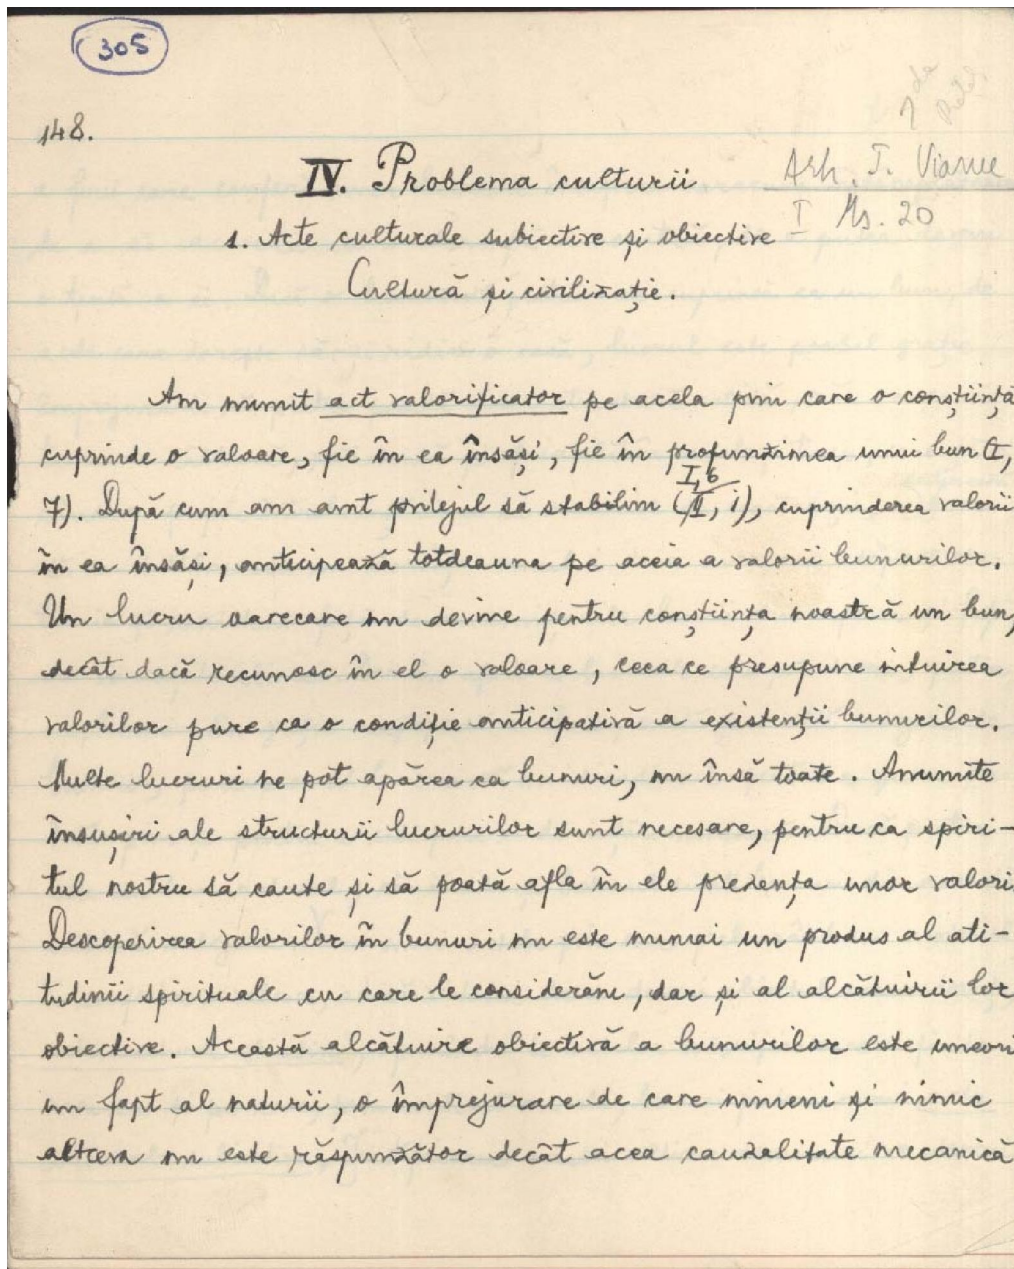 305
148.
Arh. T. Vianu
I Ms. 20
IV. Problema culturii
1. Acte culturale subiective și obiective
Cultură și civilizație.
Am numit act valorificator pe acela prin care o conștiință
cuprinde o valoare, fie în ea însăși, fie în profunzimea unui bun (I,
I, 6
7). După cum am avut prilejul să stabilim (II, i), cuprinderea valorii
în ea însăși, anticipează totdeauna pe aceia a valorii bunurilor.
Un lucru oarecare nu devine pentru conștiința noastră un bun,
decât dacă recunosc în el o valoare, ceea ce presupune intuirea
valorilor pure ca o condiție anticipativă a existenții bunurilor.
Multe lucruri ne pot apărea ca bunuri, nu însă toate. Anumite
însușiri ale structurii lucrurilor sunt necesare, pentru ca spiri-
tul nostru să caute și să poată afla în ele prezența unor valori
Descoperirea valorilor în bunuri nu este numai un produs al ati-
tudinii spirituale cu care le considerăm, dar și al alcătuirii lor
obiective. Această alcătuire obiectivă a bunurilor este uneori
un fapt al naturii, o împrejurare de care nimeni și nimic
altceva nu este răspunzător decât acea cauzalitate mecanică